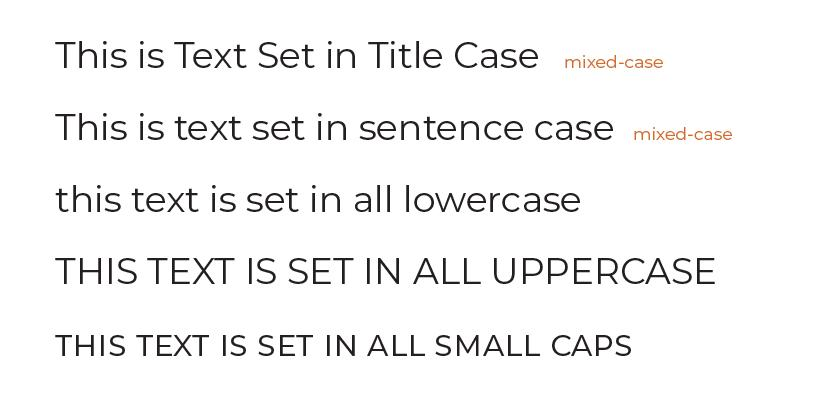 This is Text Set in Title Case mixed-case
This is text set in sentence case mixed-case
this text is set in all lowercase
THIS TEXT IS SET IN ALL UPPERCASE
THIS TEXT IS SET IN ALL SMALL CAPS